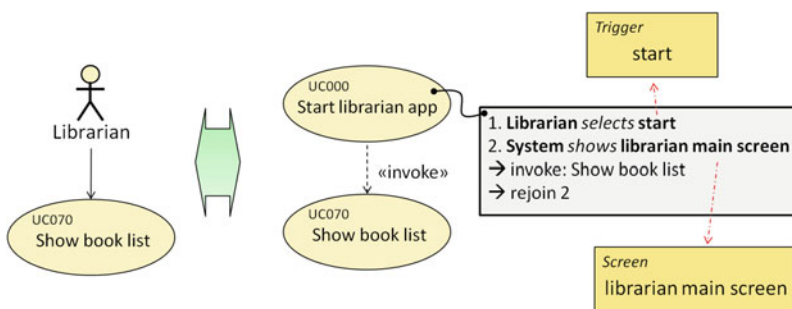 Librarian
UC070
Show book list
UC000
Start librarian app
«invoke»
UC070
Show book list
Trigger
start
1. Librarian selects start
2. System shows librarian main screen
→ invoke: Show book list
→ rejoin 2
Screen
librarian main screen